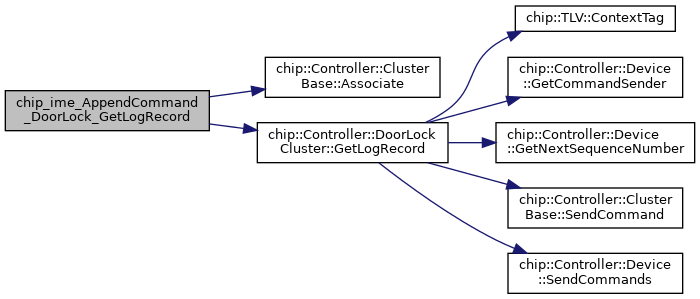 chip_ime_AppendCommand
_DoorLock_GetLogRecord
chip::Controller::Cluster
Base::Associate
chip::Controller::DoorLock
Cluster::GetLogRecord
chip::TLV::ContextTag
chip::Controller::Device
::GetCommandSender
chip::Controller::Device
::GetNextSequenceNumber
chip::Controller::Cluster
Base::SendCommand
chip::Controller::Device
::SendCommands